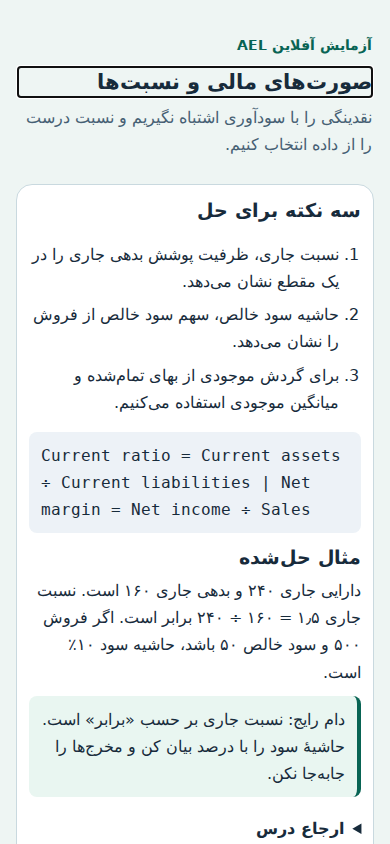 آزمایش آفلاین AEL
صورت‌های مالی و نسبت‌ها
نقدینگی را با سودآوری اشتباه نگیریم و نسبت درست
را از داده انتخاب کنیم.
سه نکته برای حل
1. نسبت جاری، ظرفیت پوشش بدهی جاری را در
یک مقطع نشان می‌دهد.
2. حاشیه سود خالص، سهم سود خالص از فروش
را نشان می‌دهد.
3. برای گردش موجودی از بهای تمام‌شده و
میانگین موجودی استفاده می‌کنیم.
Current ratio = Current assets
÷ Current liabilities | Net
margin = Net income ÷ Sales
مثال حل‌شده
دارایی جاری ۲۴۰ و بدهی جاری ۱۶۰ است. نسبت
جاری ۲۴۰ ÷ ۱۶۰ = ۱٫۵ برابر است. اگر فروش
۵۰۰ و سود خالص ۵۰ باشد، حاشیه سود ۱۰٪
است.
دام رایج: نسبت جاری بر حسب «برابر» است.
حاشیهٔ سود را با درصد بیان کن و مخرج‌ها را
جابه‌جا نکن.
◀ ارجاع درس